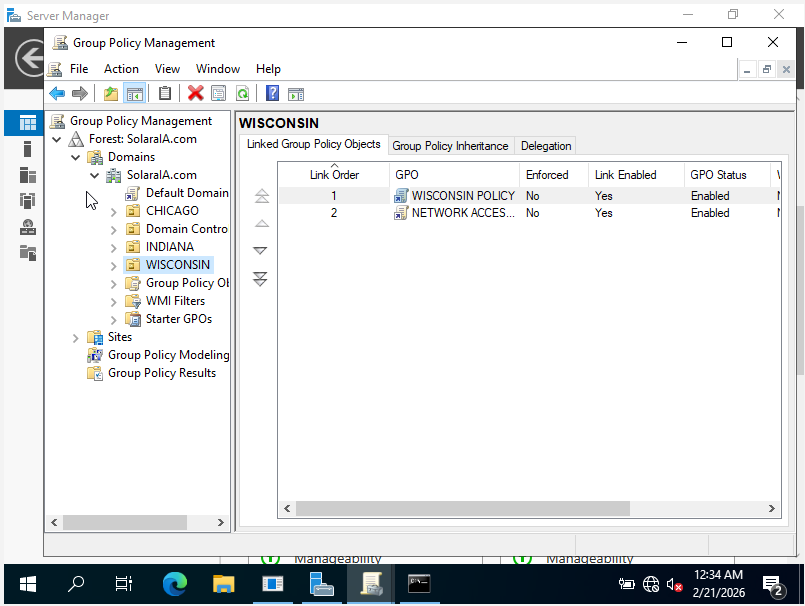 Server Manager
Group Policy Management
File Action View Window Help
Group Policy Management
Forest: SolaraIA.com
Domains
SolaraIA.com
Default Domain
CHICAGO
Domain Contro
INDIANA
WISCONSIN
Group Policy Ob
WMI Filters
Starter GPOs
Sites
Group Policy Modeling
Group Policy Results
WISCONSIN
Linked Group Policy Objects Group Policy Inheritance Delegation
Link Order GPO Enforced Link Enabled GPO Status
1 WISCONSIN POLICY No Yes Enabled
2 NETWORK ACCES... No Yes Enabled
Manageability Manageability
12:34 AM
2/21/2026
2